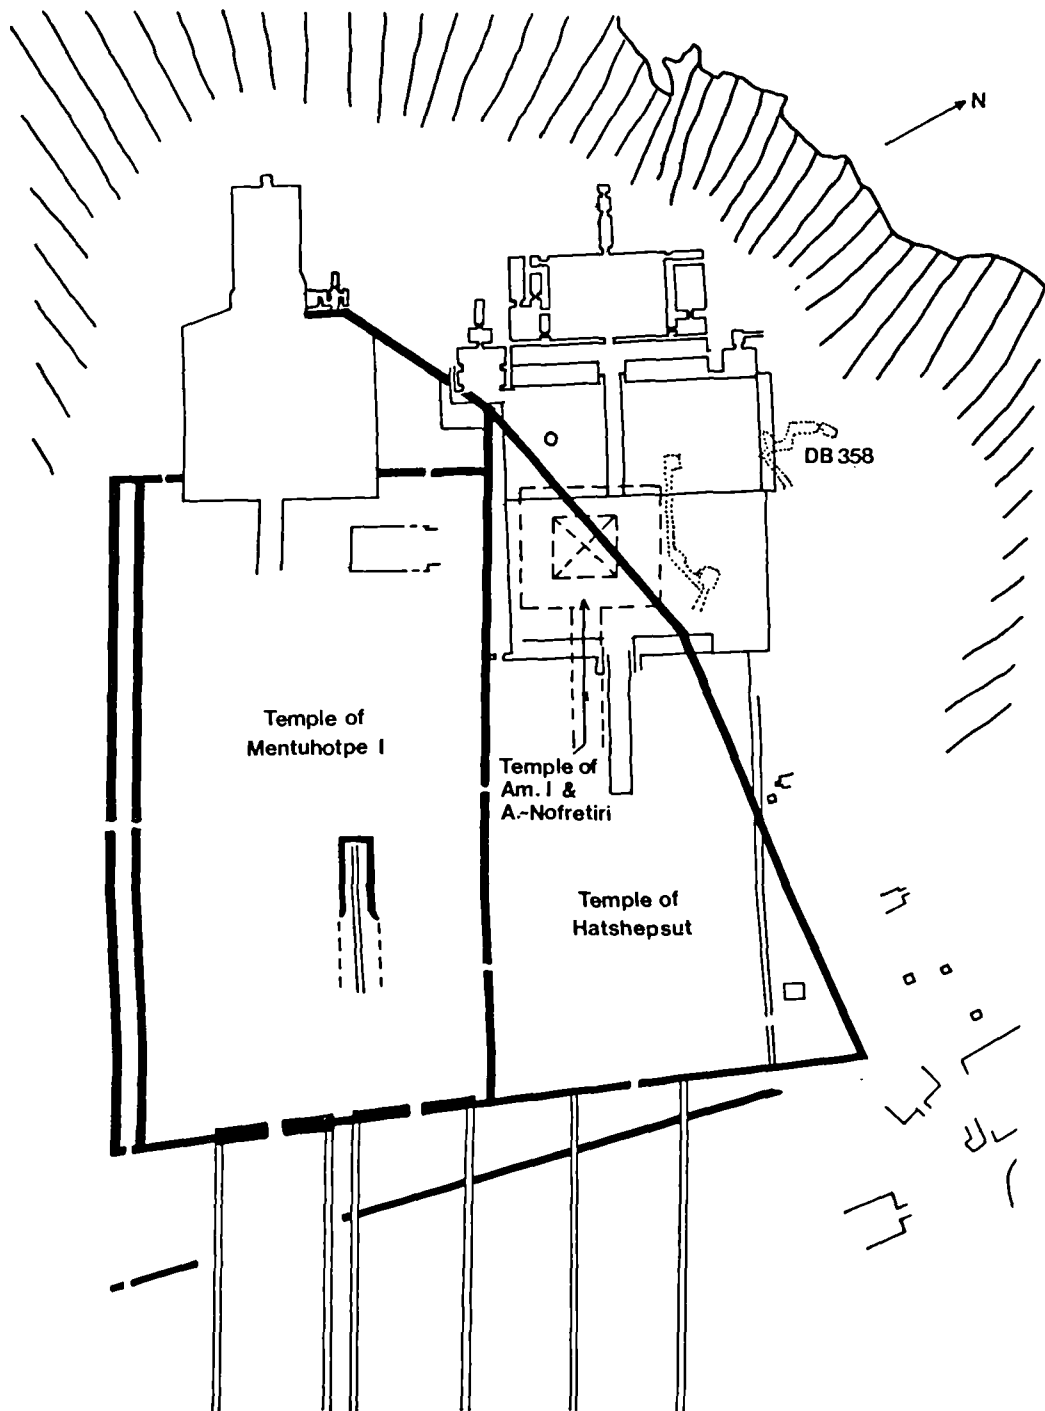 N
DB 358
Temple of
Mentuhotpe I
Temple of
Am. I &
A.-Nofretiri
Temple of
Hatshepsut